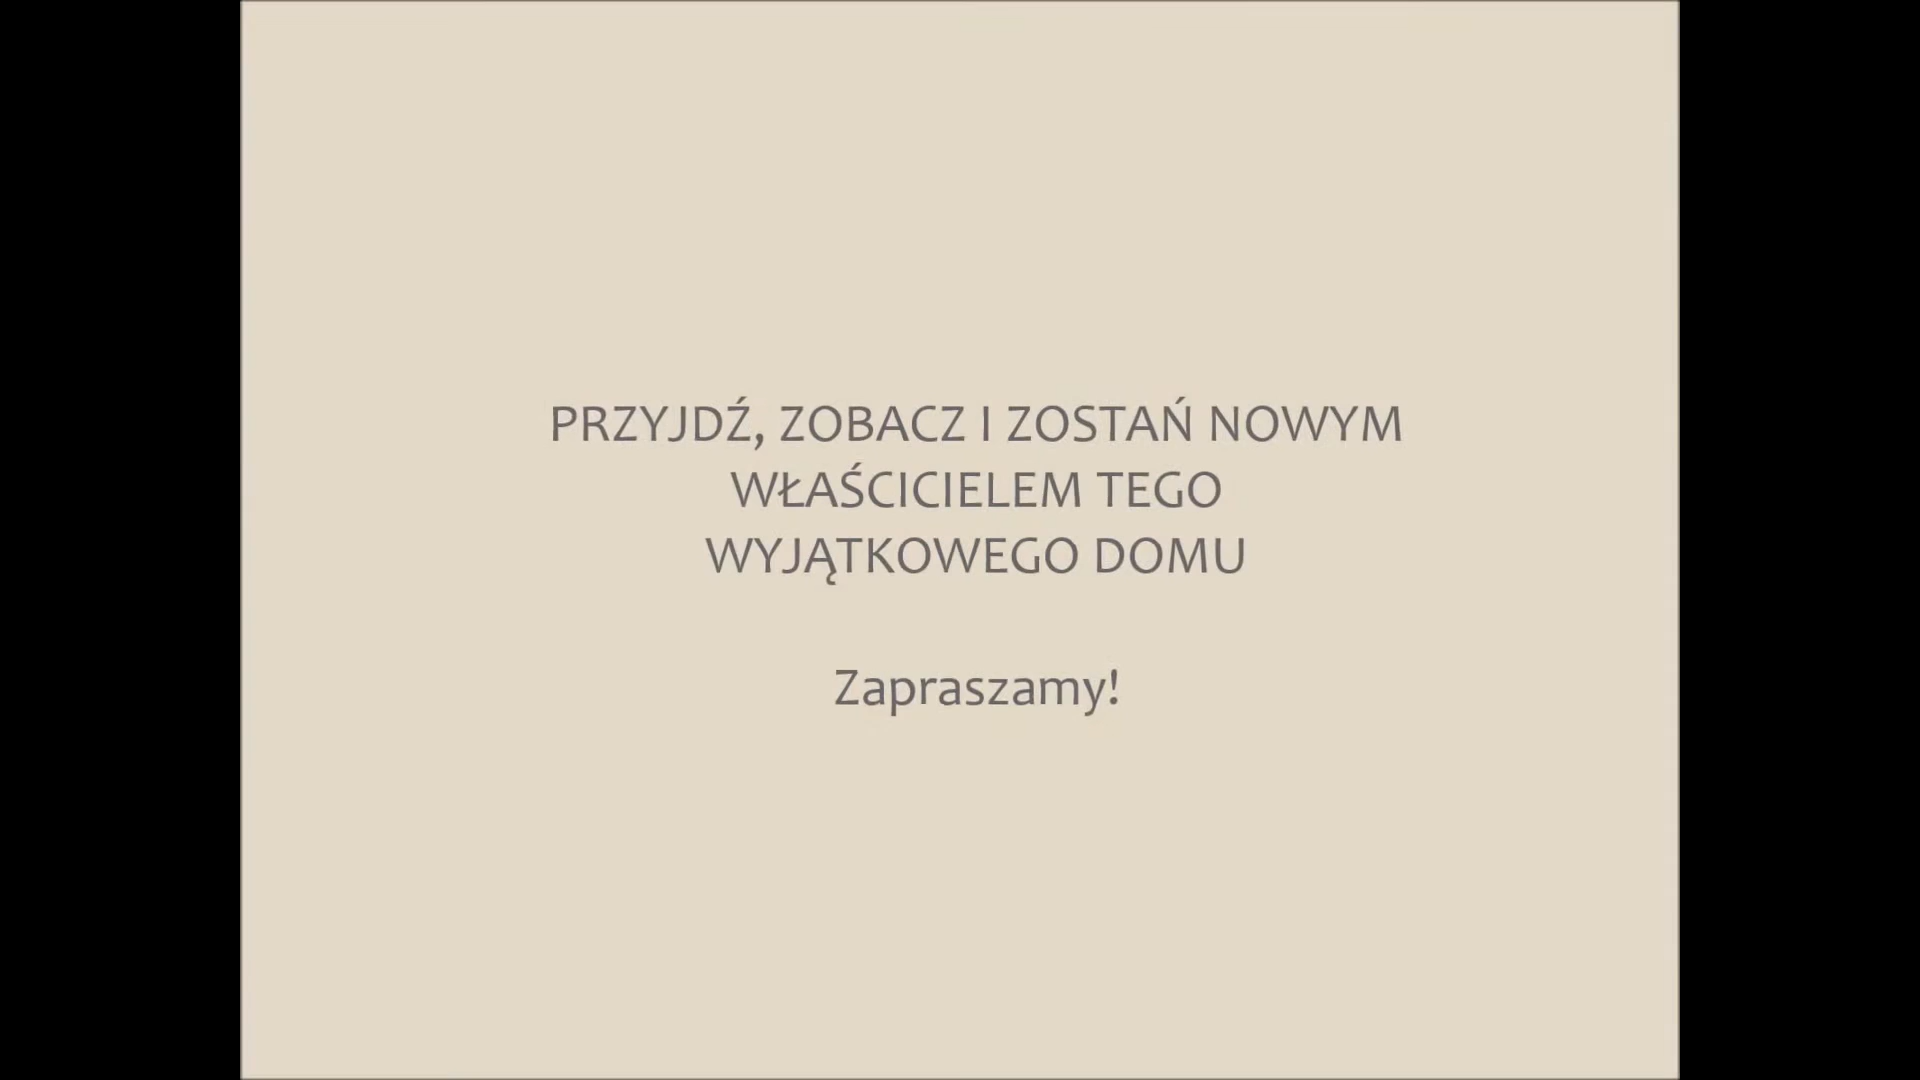 PRZYJDŹ, ZOBACZ I ZOSTAŃ NOWYM
WŁAŚCICIELEM TEGO
WYJĄTKOWEGO DOMU
Zapraszamy!